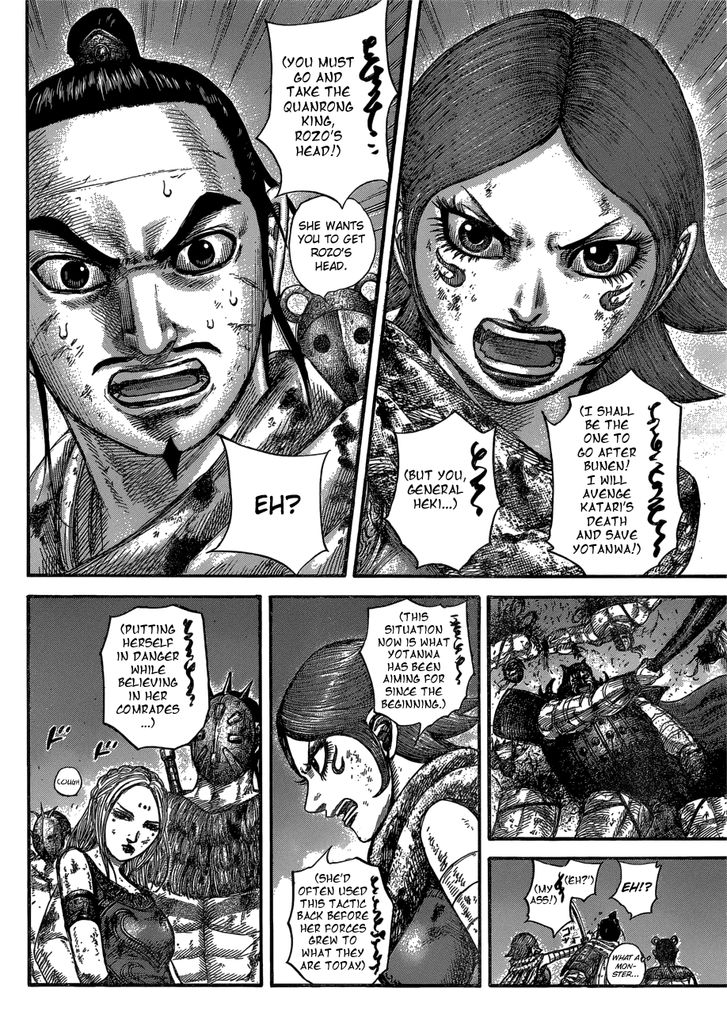 (I SHALL
BE THE
ONE TO
GO AFTER
BUNEN!
I WILL
AVENGE
KATARI'S
DEATH
AND SAVE
YOTANWA!)
(BUT YOU,
GENERAL
HEKI...)
(YOU MUST
GO AND
TAKE THE
QUANRONG
KING,
ROZO'S
HEAD!)
SHE WANTS
YOU TO GET
ROZO'S
HEAD.
EH?
EH!?
(EH?')
(MY
ASS!)
MON-
STER...
(THIS
SITUATION
NOW IS WHAT
YOTANWA
HAS BEEN
AIMING FOR
SINCE THE
BEGINNING.)
(SHE'D
OFTEN USED
THIS TACTIC
BACK BEFORE
HER FORCES
GREW TO
WHAT THEY
ARE TODAY.)
(PUTTING
HERSELF
IN DANGER
WHILE
BELIEVING
IN HER
COMRADES
...)
ドド
ドド
(COUGH)